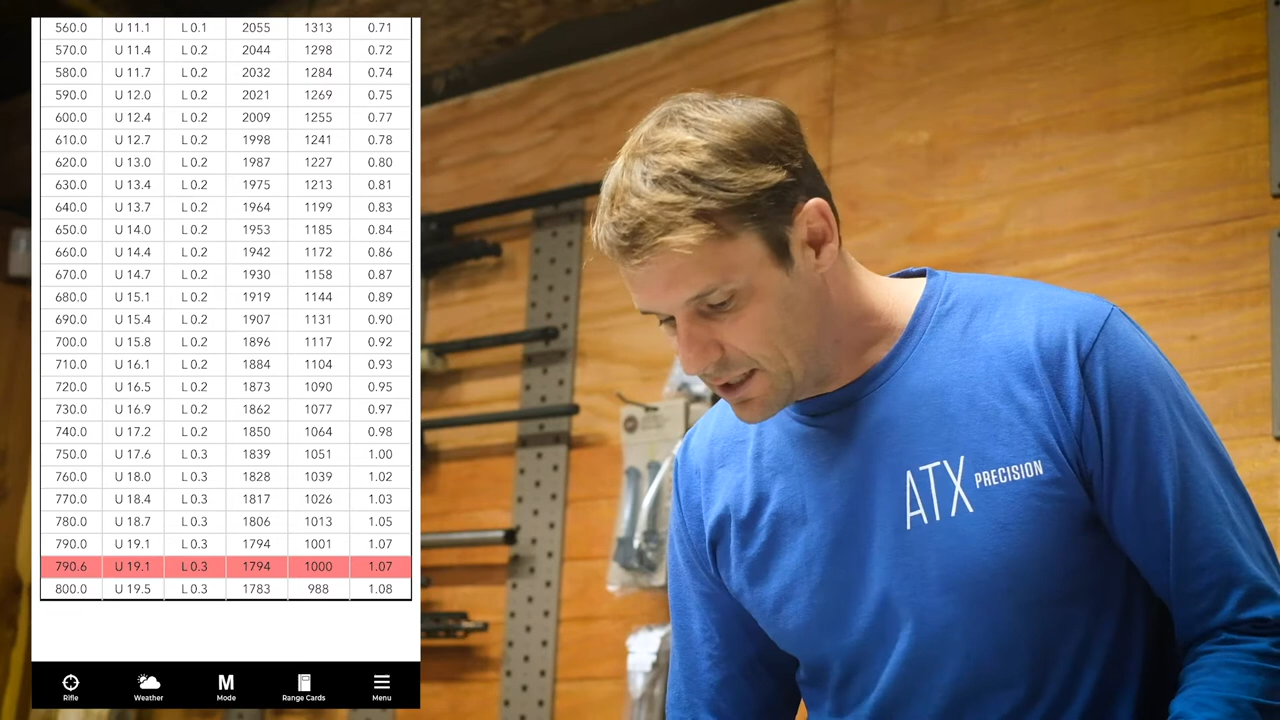 560.0 U 11.1 L 0.1 2055 1313 0.71
570.0 U 11.4 L 0.2 2044 1298 0.72
580.0 U 11.7 L 0.2 2032 1284 0.74
590.0 U 12.0 L 0.2 2021 1269 0.75
600.0 U 12.4 L 0.2 2009 1255 0.77
610.0 U 12.7 L 0.2 1998 1241 0.78
620.0 U 13.0 L 0.2 1987 1227 0.80
630.0 U 13.4 L 0.2 1975 1213 0.81
640.0 U 13.7 L 0.2 1964 1199 0.83
650.0 U 14.0 L 0.2 1953 1185 0.84
660.0 U 14.4 L 0.2 1942 1172 0.86
670.0 U 14.7 L 0.2 1930 1158 0.87
680.0 U 15.1 L 0.2 1919 1144 0.89
690.0 U 15.4 L 0.2 1907 1131 0.90
700.0 U 15.8 L 0.2 1896 1117 0.92
710.0 U 16.1 L 0.2 1884 1104 0.93
720.0 U 16.5 L 0.2 1873 1090 0.95
730.0 U 16.9 L 0.2 1862 1077 0.97
740.0 U 17.2 L 0.2 1850 1064 0.98
750.0 U 17.6 L 0.3 1839 1051 1.00
760.0 U 18.0 L 0.3 1828 1039 1.02
770.0 U 18.4 L 0.3 1817 1026 1.03
780.0 U 18.7 L 0.3 1806 1013 1.05
790.0 U 19.1 L 0.3 1794 1001 1.07
790.6 U 19.1 L 0.3 1794 1000 1.07
800.0 U 19.5 L 0.3 1783 988 1.08
M
Rifle Weather Mode Range Cards Menu
ATX PRECISION